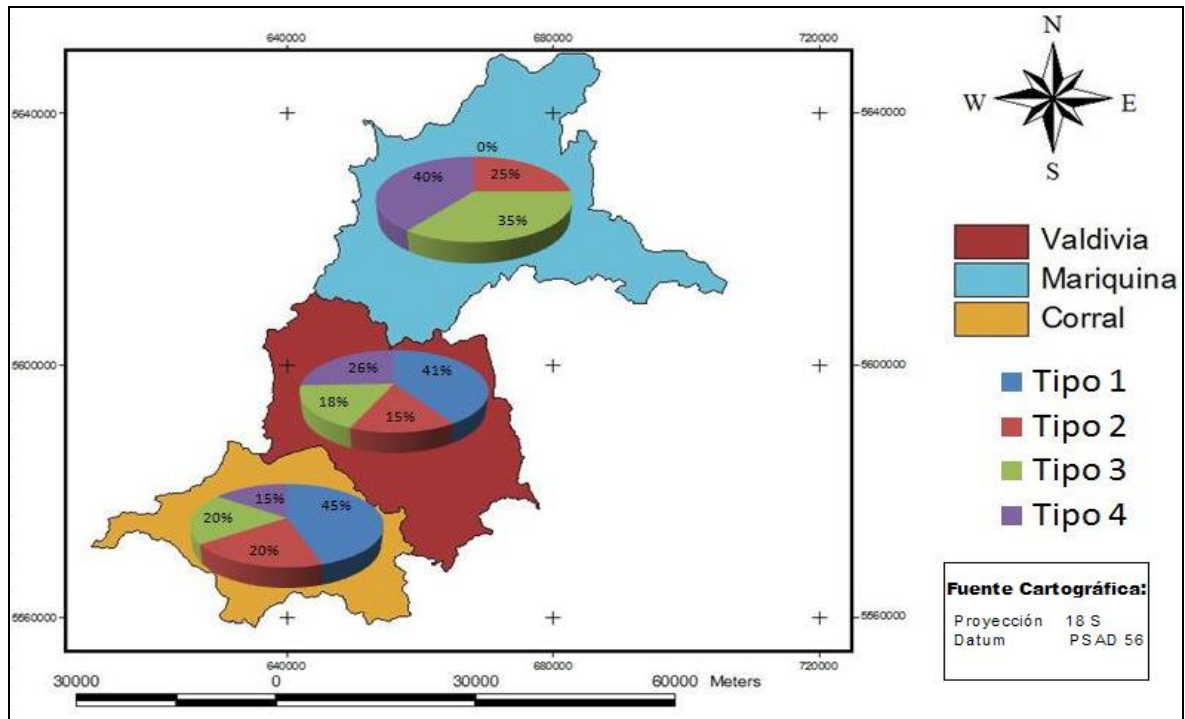 640000 680000 720000
N
W E
S
5640000 5640000
0%
40% 25%
35%
Valdivia
Mariquina
Corral
5600000 5600000
26% 41%
18% 15%
Tipo 1
Tipo 2
Tipo 3
Tipo 4
15% 45%
20% 20%
Fuente Cartográfica:
Proyección 18 S
Datum PSAD 56
5560000 5560000
640000 680000 720000
30000 0 30000 60000 Meters